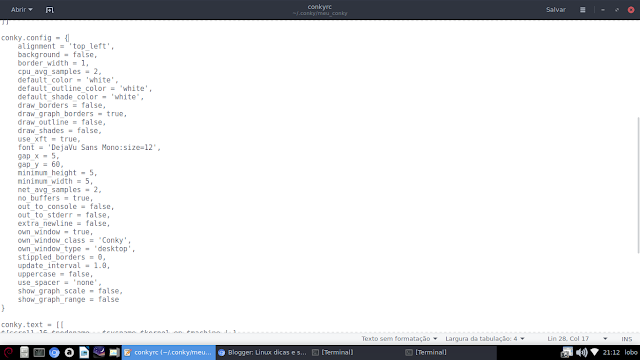 Abrir
conkyrc
~/.conky/meu_conky
Salvar
]]
conky.config = {
alignment = 'top_left',
background = false,
border_width = 1,
cpu_avg_samples = 2,
default_color = 'white',
default_outline_color = 'white',
default_shade_color = 'white',
draw_borders = false,
draw_graph_borders = true,
draw_outline = false,
draw_shades = false,
use_xft = true,
font = 'DejaVu Sans Mono:size=12',
gap_x = 5,
gap_y = 60,
minimum_height = 5,
minimum_width = 5,
net_avg_samples = 2,
no_buffers = true,
out_to_console = false,
out_to_stderr = false,
extra_newline = false,
own_window = true,
own_window_class = 'Conky',
own_window_type = 'desktop',
stippled_borders = 0,
update_interval = 1.0,
uppercase = false,
use_spacer = 'none',
show_graph_scale = false,
show_graph_range = false
}
conky.text = [[
Texto sem formatação
Largura da tabulação: 4
Lin 28, Col 17
INS
conkyrc (~/.conky/meu...
Blogger: Linux dicas e s...
[Terminal]
[Terminal]
21:12 lobo